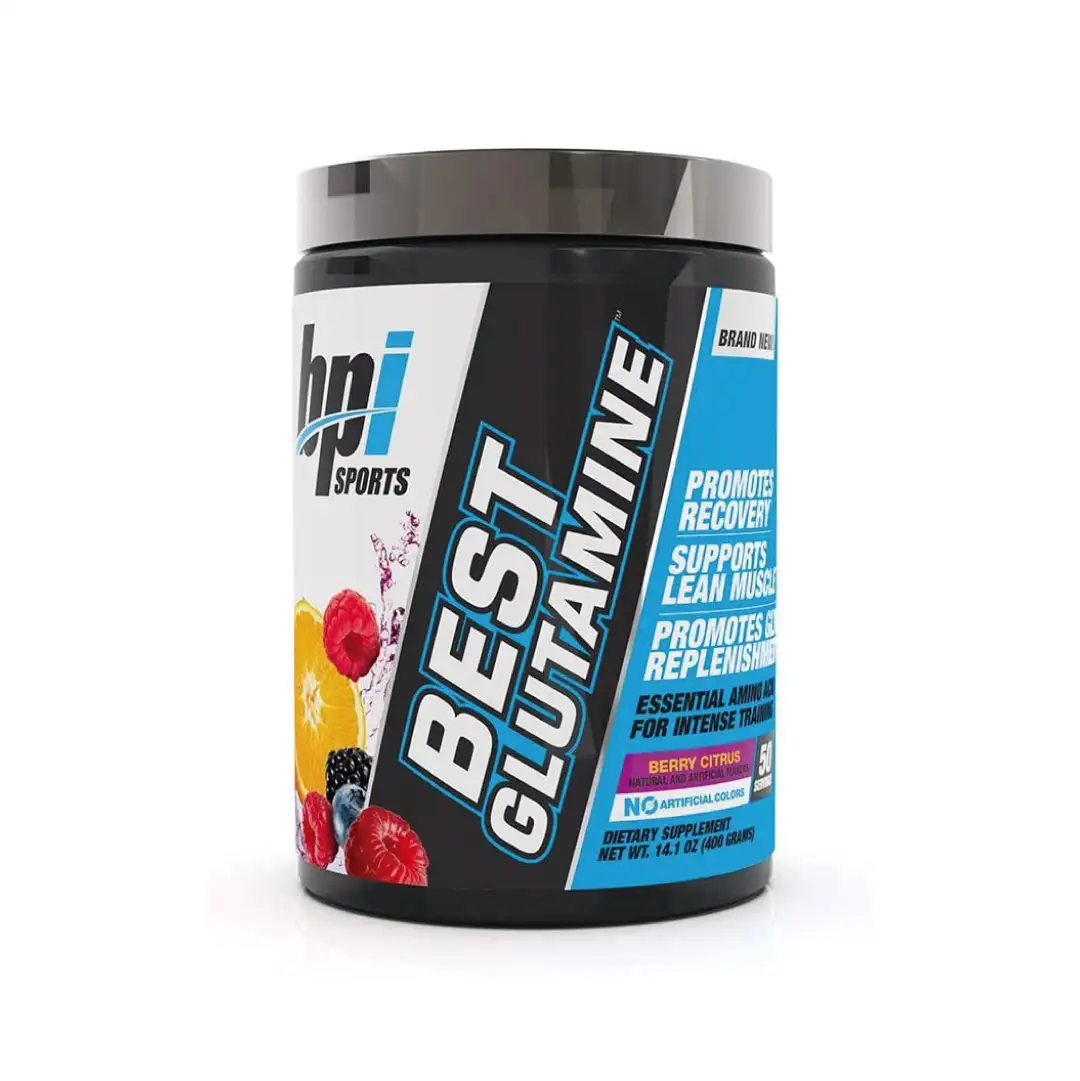 bpi
SPORTS
BEST
GLUTAMINE
™
BRAND NEW
PROMOTES
RECOVERY
SUPPORTS
LEAN MUSCLE
PROMOTES
REPLENISHMENT
ESSENTIAL AMINO
FOR INTENSE TRAINING
BERRY CITRUS
NATURAL AND ARTIFICIAL FLAVORS
50
NO ARTIFICIAL COLORS
DIETARY SUPPLEMENT
NET WT. 14.1 OZ (400 GRAMS)